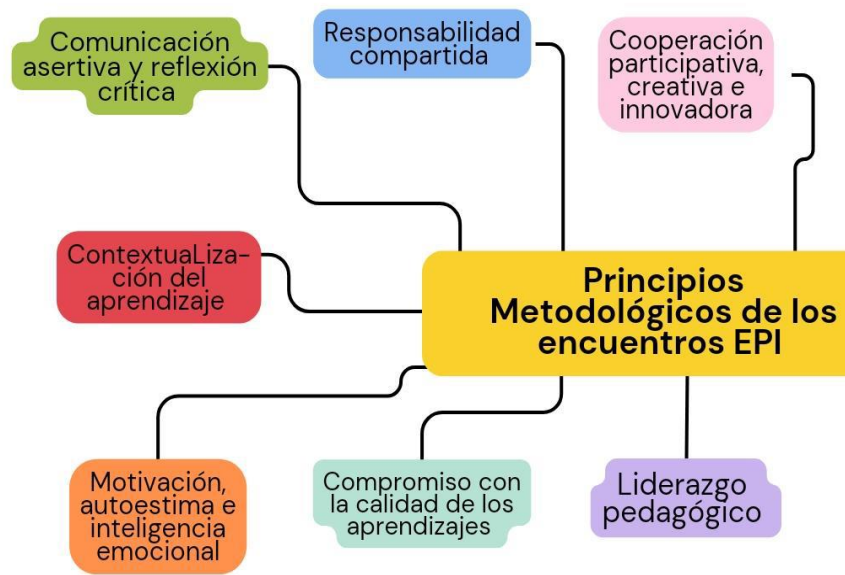 Comunicación
asertiva y reflexión
crítica
Responsabilidad
compartida
Cooperación
participativa,
creativa e
innovadora
ContextuaLiza-
ción del
aprendizaje
Principios
Metodológicos de los
encuentros EPI
Motivación,
autoestima e
inteligencia
emocional
Compromiso con
la calidad de los
aprendizajes
Liderazgo
pedagógico